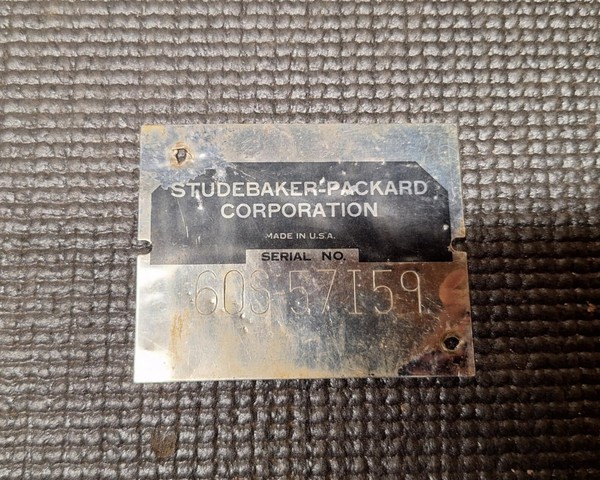 STUDEBAKER-PACKARD
CORPORATION
MADE IN U.S.A.
SERIAL NO.
60S-57159